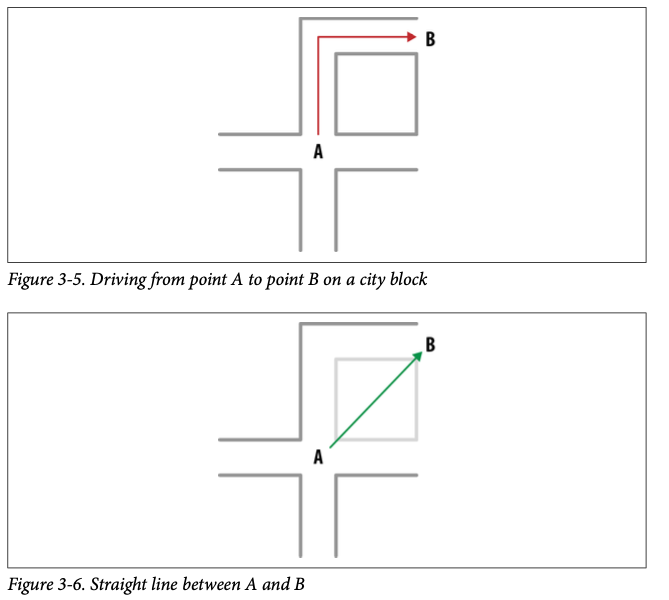 B
A
Figure 3-5. Driving from point A to point B on a city block
B
A
Figure 3-6. Straight line between A and B